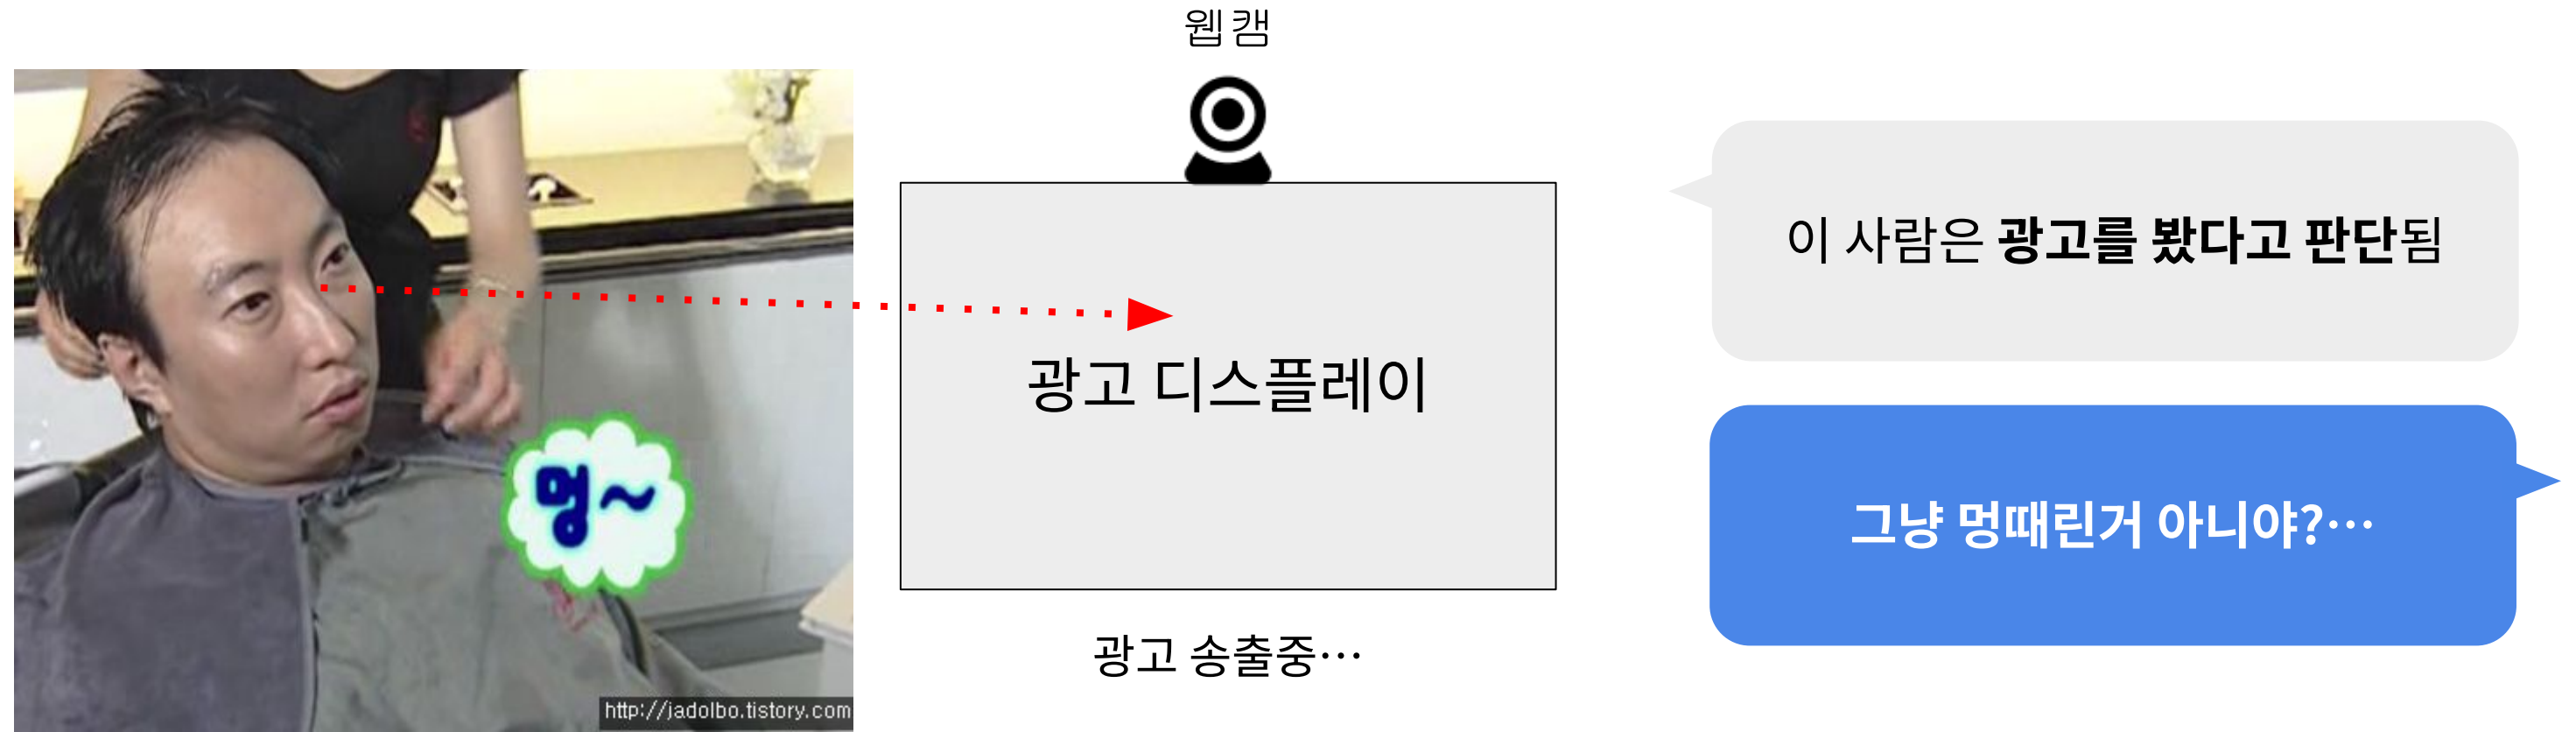 웹캠
이 사람은 광고를 봤다고 판단됨
광고 디스플레이
멍~
그냥 멍때린거 아니야?…
광고 송출중…
http://jadolbo.tistory.com